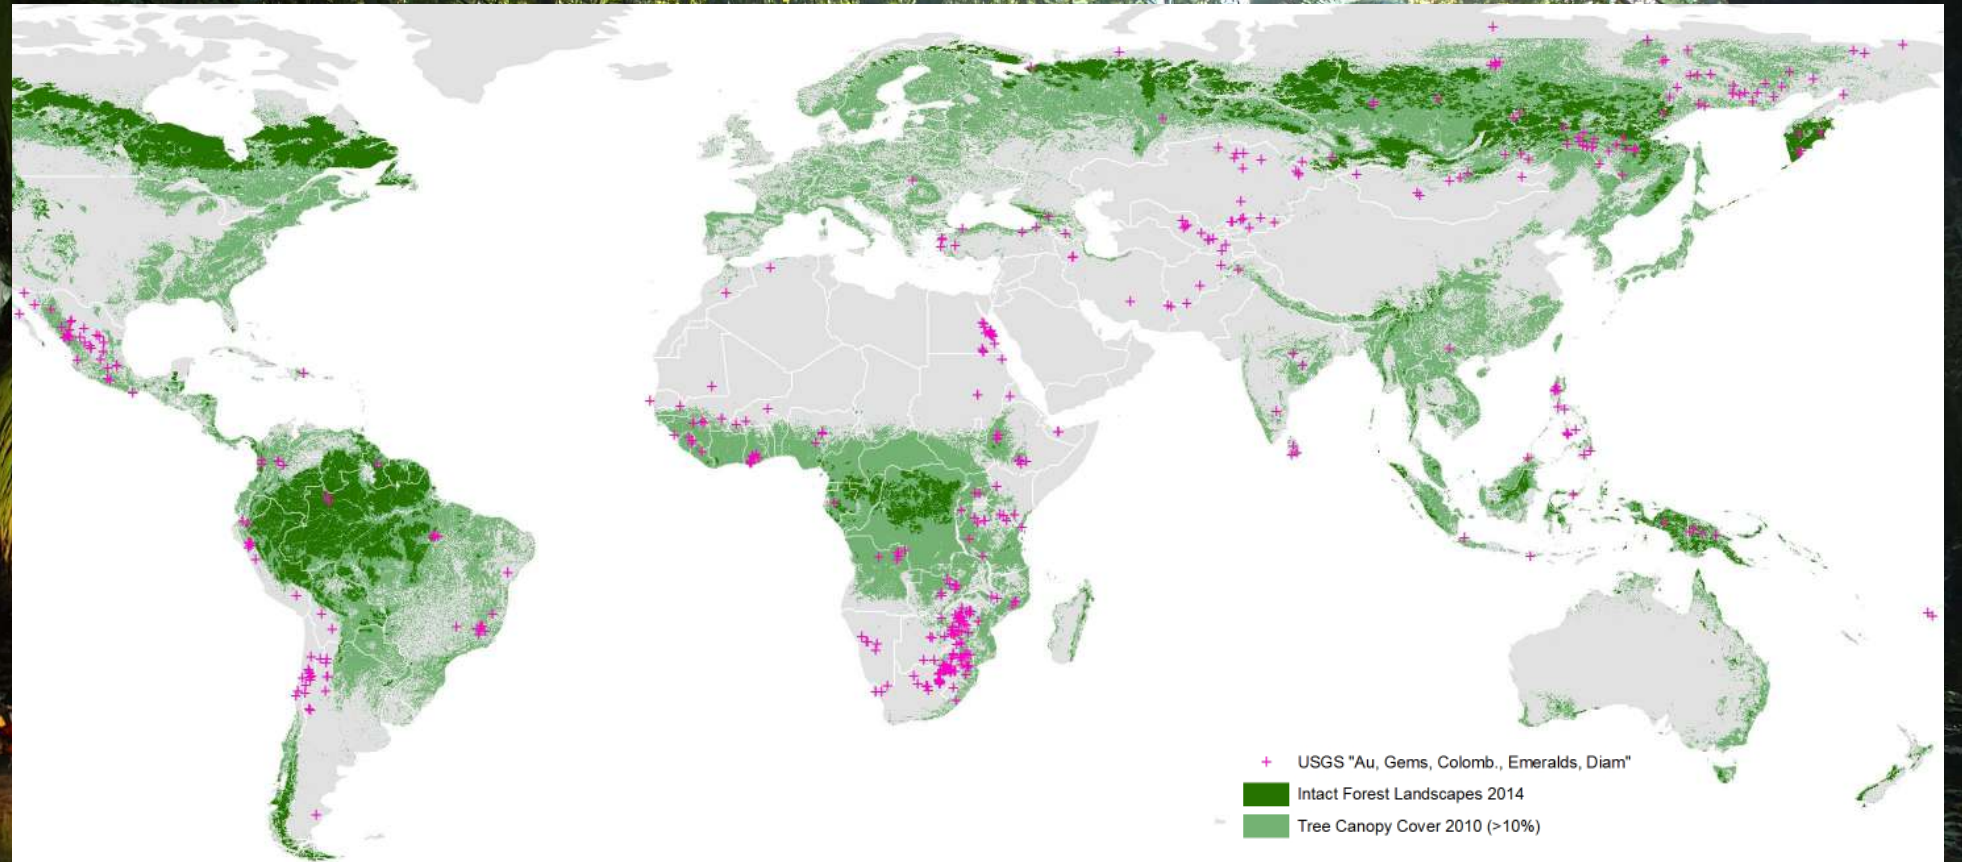 USGS "Au, Gems, Colomb., Emeralds, Diam"
Intact Forest Landscapes 2014
Tree Canopy Cover 2010 (>10%)